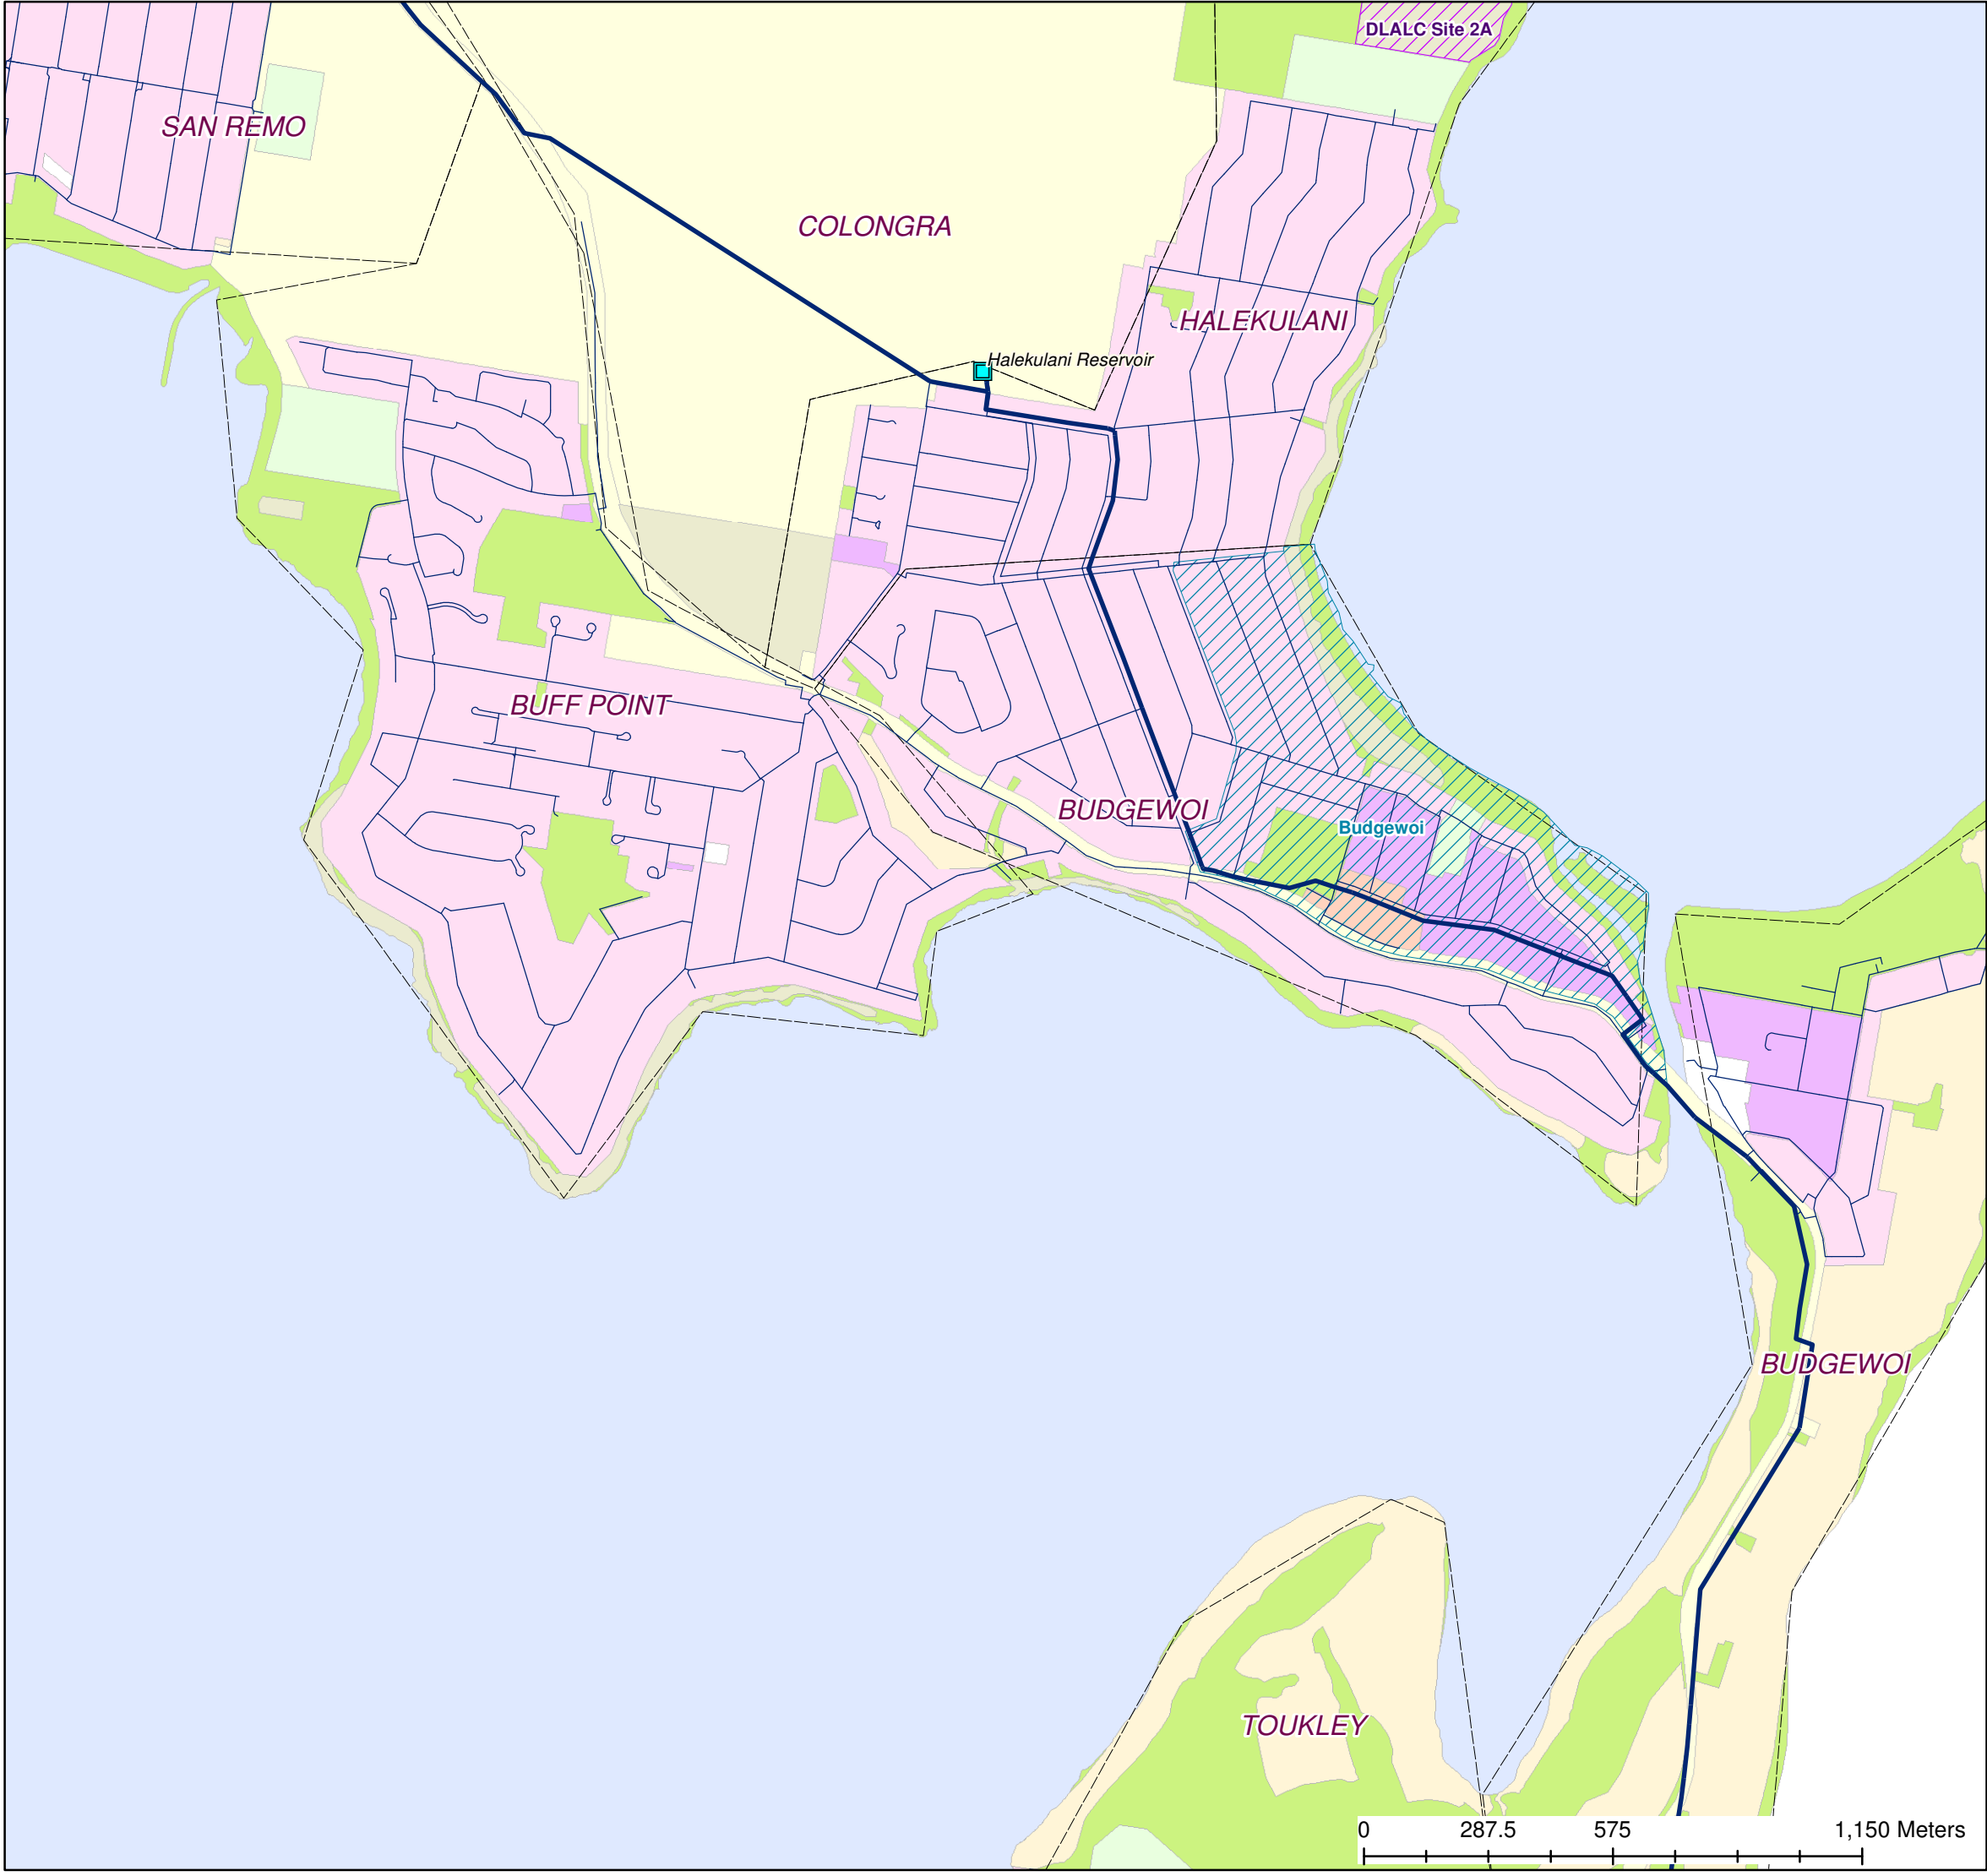 DLALC Site 2A
SAN REMO
COLONGRA
HALEKULANI
Halekulani Reservoir
BUFF POINT
BUDGEWOI
Budgewoi
BUDGEWOI
TOUKLEY
0 287.5 575 1,150 Meters